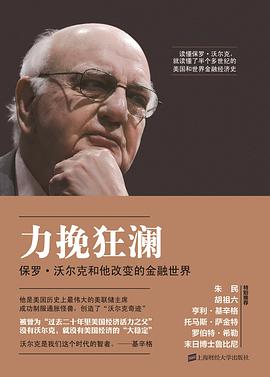 读懂保罗·沃尔克，
就读懂了半个多世纪的
美国和世界金融经济史
力挽狂澜
保罗·沃尔克和他改变的金融世界
他是美国历史上最伟大的美联储主席
成功制服通胀怪兽，创造了“沃尔克奇迹”
被誉为“过去二十年里美国经济活力之父”
没有沃尔克，就没有美国经济的“大稳定”
沃尔克是我们这个时代的智者。——基辛格
特别推荐
朱 民
胡祖六
亨利·基辛格
托马斯·萨金特
罗伯特·希勒
末日博士鲁比尼
上海财经大学出版社